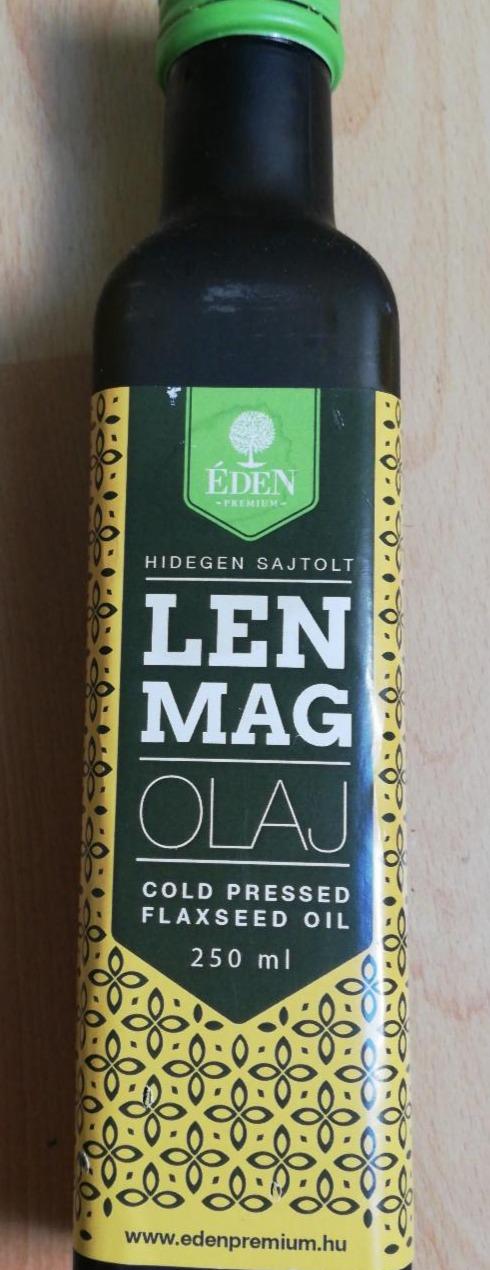 ÉDEN
PREMIUM
HIDEGEN SAJTOLT
LEN
MAG
OLAJ
COLD PRESSED
FLAXSEED OIL
250 ml
www.edenpremium.hu